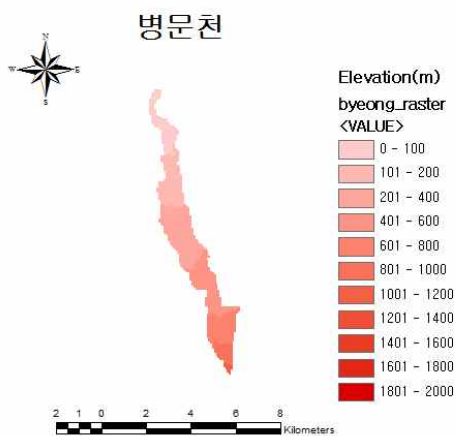 병문천
N
W E
S
Elevation(m)
byeong_raster
<VALUE>
0 - 100
101 - 200
201 - 400
401 - 600
601 - 800
801 - 1000
1001 - 1200
1201 - 1400
1401 - 1600
1601 - 1800
1801 - 2000
2 1 0 2 4 6 8
Kilometers